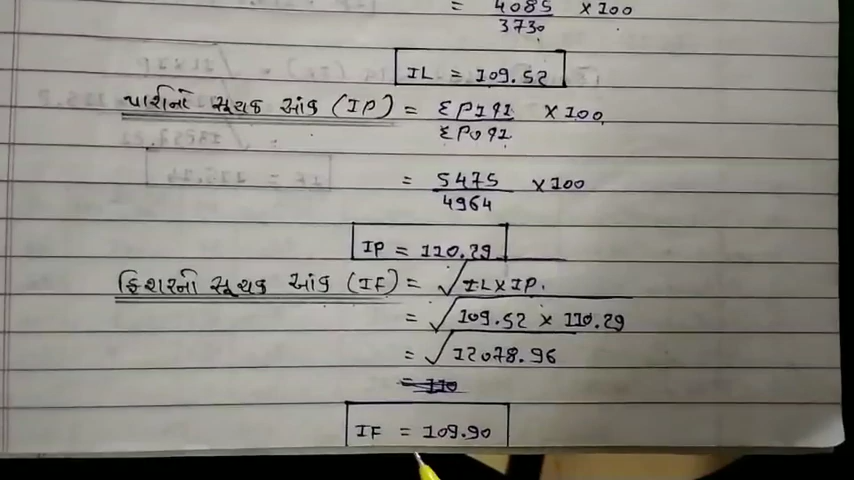 = 4085 / 3730 × 100
IL = 109.52
પાશેનો સૂચક આંક (IP) = ΣP1q1 / ΣP0q1 × 100
= 5475 / 4964 × 100
IP = 110.29
ફિશરનો સૂચક આંક (IF) = √IL×IP.
= √109.52 × 110.29
= √12078.96
IF = 109.90